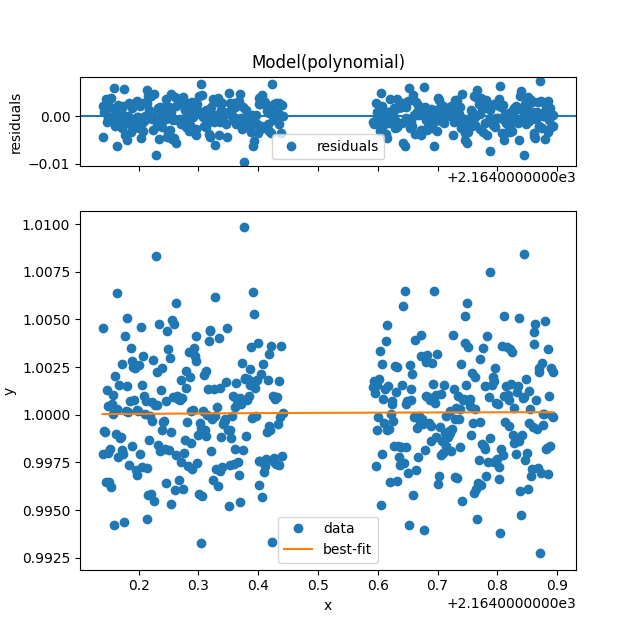 Model(polynomial)
residuals
0.00
−0.01
residuals
+2.1640000000e3
y
1.0100
1.0075
1.0050
1.0025
1.0000
0.9975
0.9950
0.9925
data
best-fit
0.2 0.3 0.4 0.5 0.6 0.7 0.8 0.9
x
+2.1640000000e3